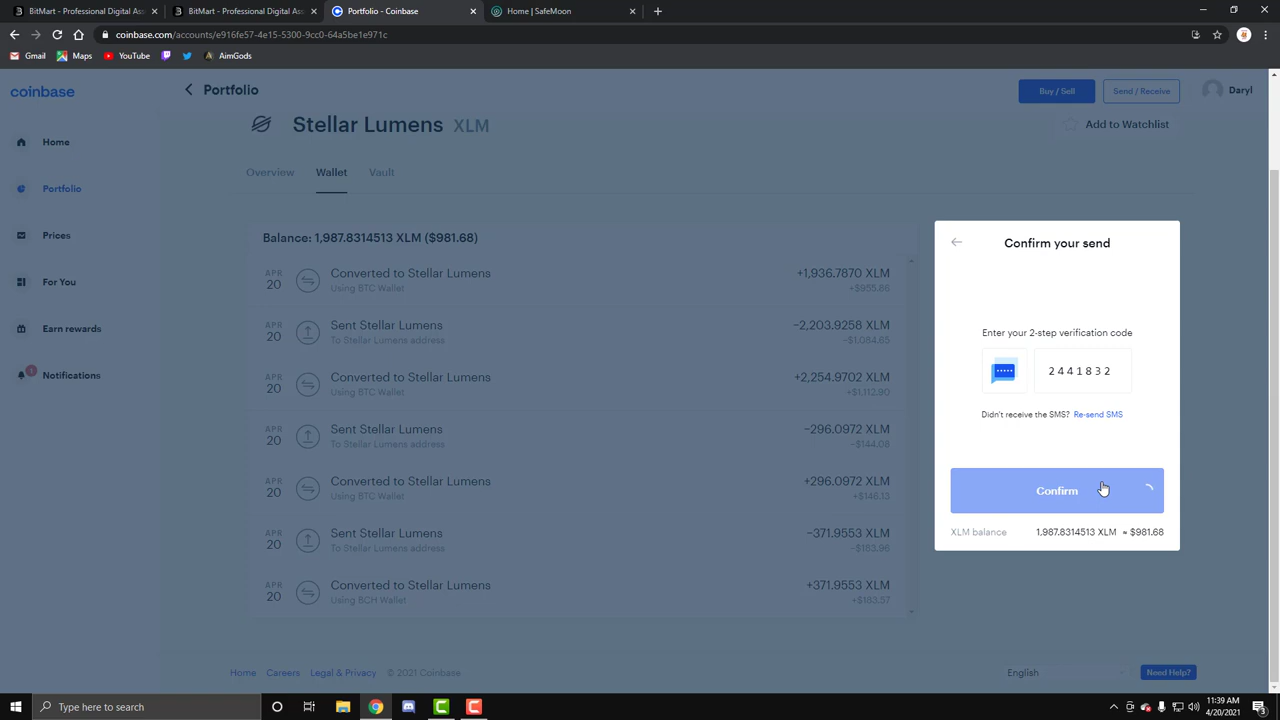 BitMart - Professional Digital Ass
BitMart - Professional Digital Ass
Portfolio - Coinbase
Home | SafeMoon
coinbase.com/accounts/e916fe57-4e15-5300-9cc0-64a5be1e971c
Gmail
Maps
YouTube
Twitch
AimGods
coinbase
Portfolio
Buy / Sell
Send / Receive
Daryl
Stellar Lumens XLM
Add to Watchlist
Home
Portfolio
Prices
For You
Earn rewards
1
Notifications
Overview
Wallet
Vault
Balance: 1,987.8314513 XLM ($981.68)
APR 20
Converted to Stellar Lumens
Using BTC Wallet
+1,936.7870 XLM
+$955.86
APR 20
Sent Stellar Lumens
To Stellar Lumens address
−2,203.9258 XLM
−$1,084.65
APR 20
Converted to Stellar Lumens
Using BTC Wallet
+2,254.9702 XLM
+$1,112.90
APR 20
Sent Stellar Lumens
To Stellar Lumens address
−296.0972 XLM
−$144.08
APR 20
Converted to Stellar Lumens
Using BTC Wallet
+296.0972 XLM
+$146.13
APR 20
Sent Stellar Lumens
To Stellar Lumens address
−371.9553 XLM
−$183.96
APR 20
Converted to Stellar Lumens
Using BCH Wallet
+371.9553 XLM
+$183.57
Confirm your send
Enter your 2-step verification code
2 4 4 1 8 3 2
Didn't receive the SMS? Re-send SMS
Confirm
XLM balance 1,987.8314513 XLM ≈ $981.68
Home
Careers
Legal & Privacy
© 2021 Coinbase
English
Need Help?
Type here to search
11:39 AM
4/20/2021
3